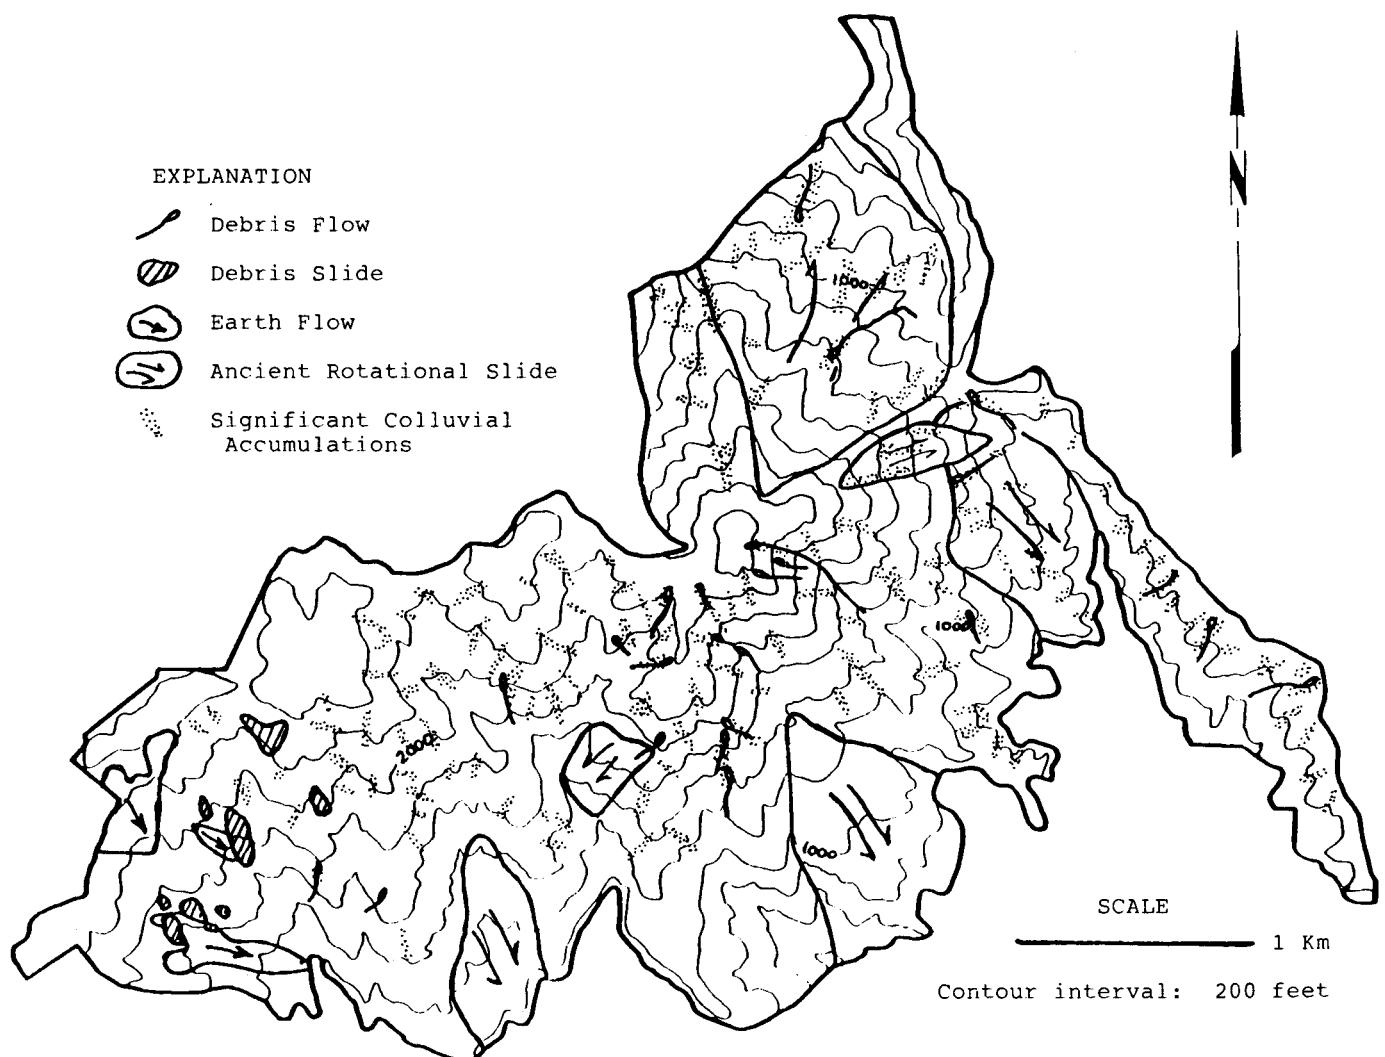 EXPLANATION
Debris Flow
Debris Slide
Earth Flow
Ancient Rotational Slide
Significant Colluvial
Accumulations
N
1000
1000
2000
1000
SCALE
1 Km
Contour interval: 200 feet